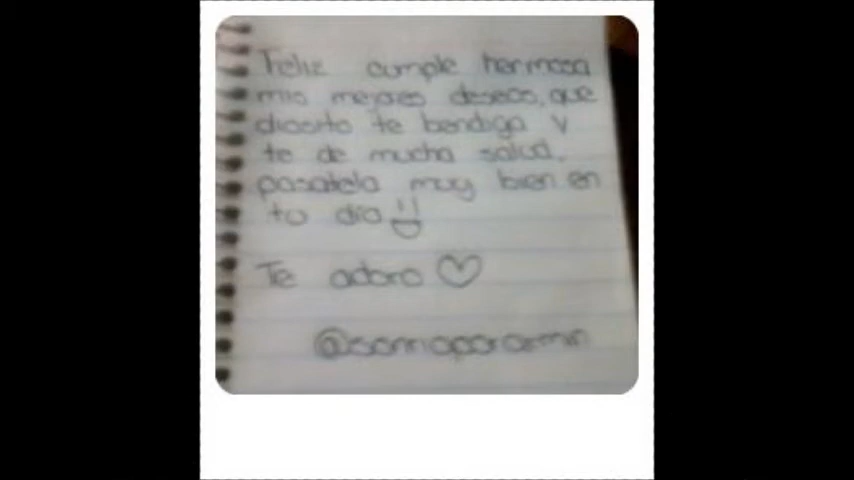 Feliz cumple hermosa
mis mejores deseos, que
diosito te bendiga y
te de mucha salud.
pasatela muy bien en
tu dia
Te adoro